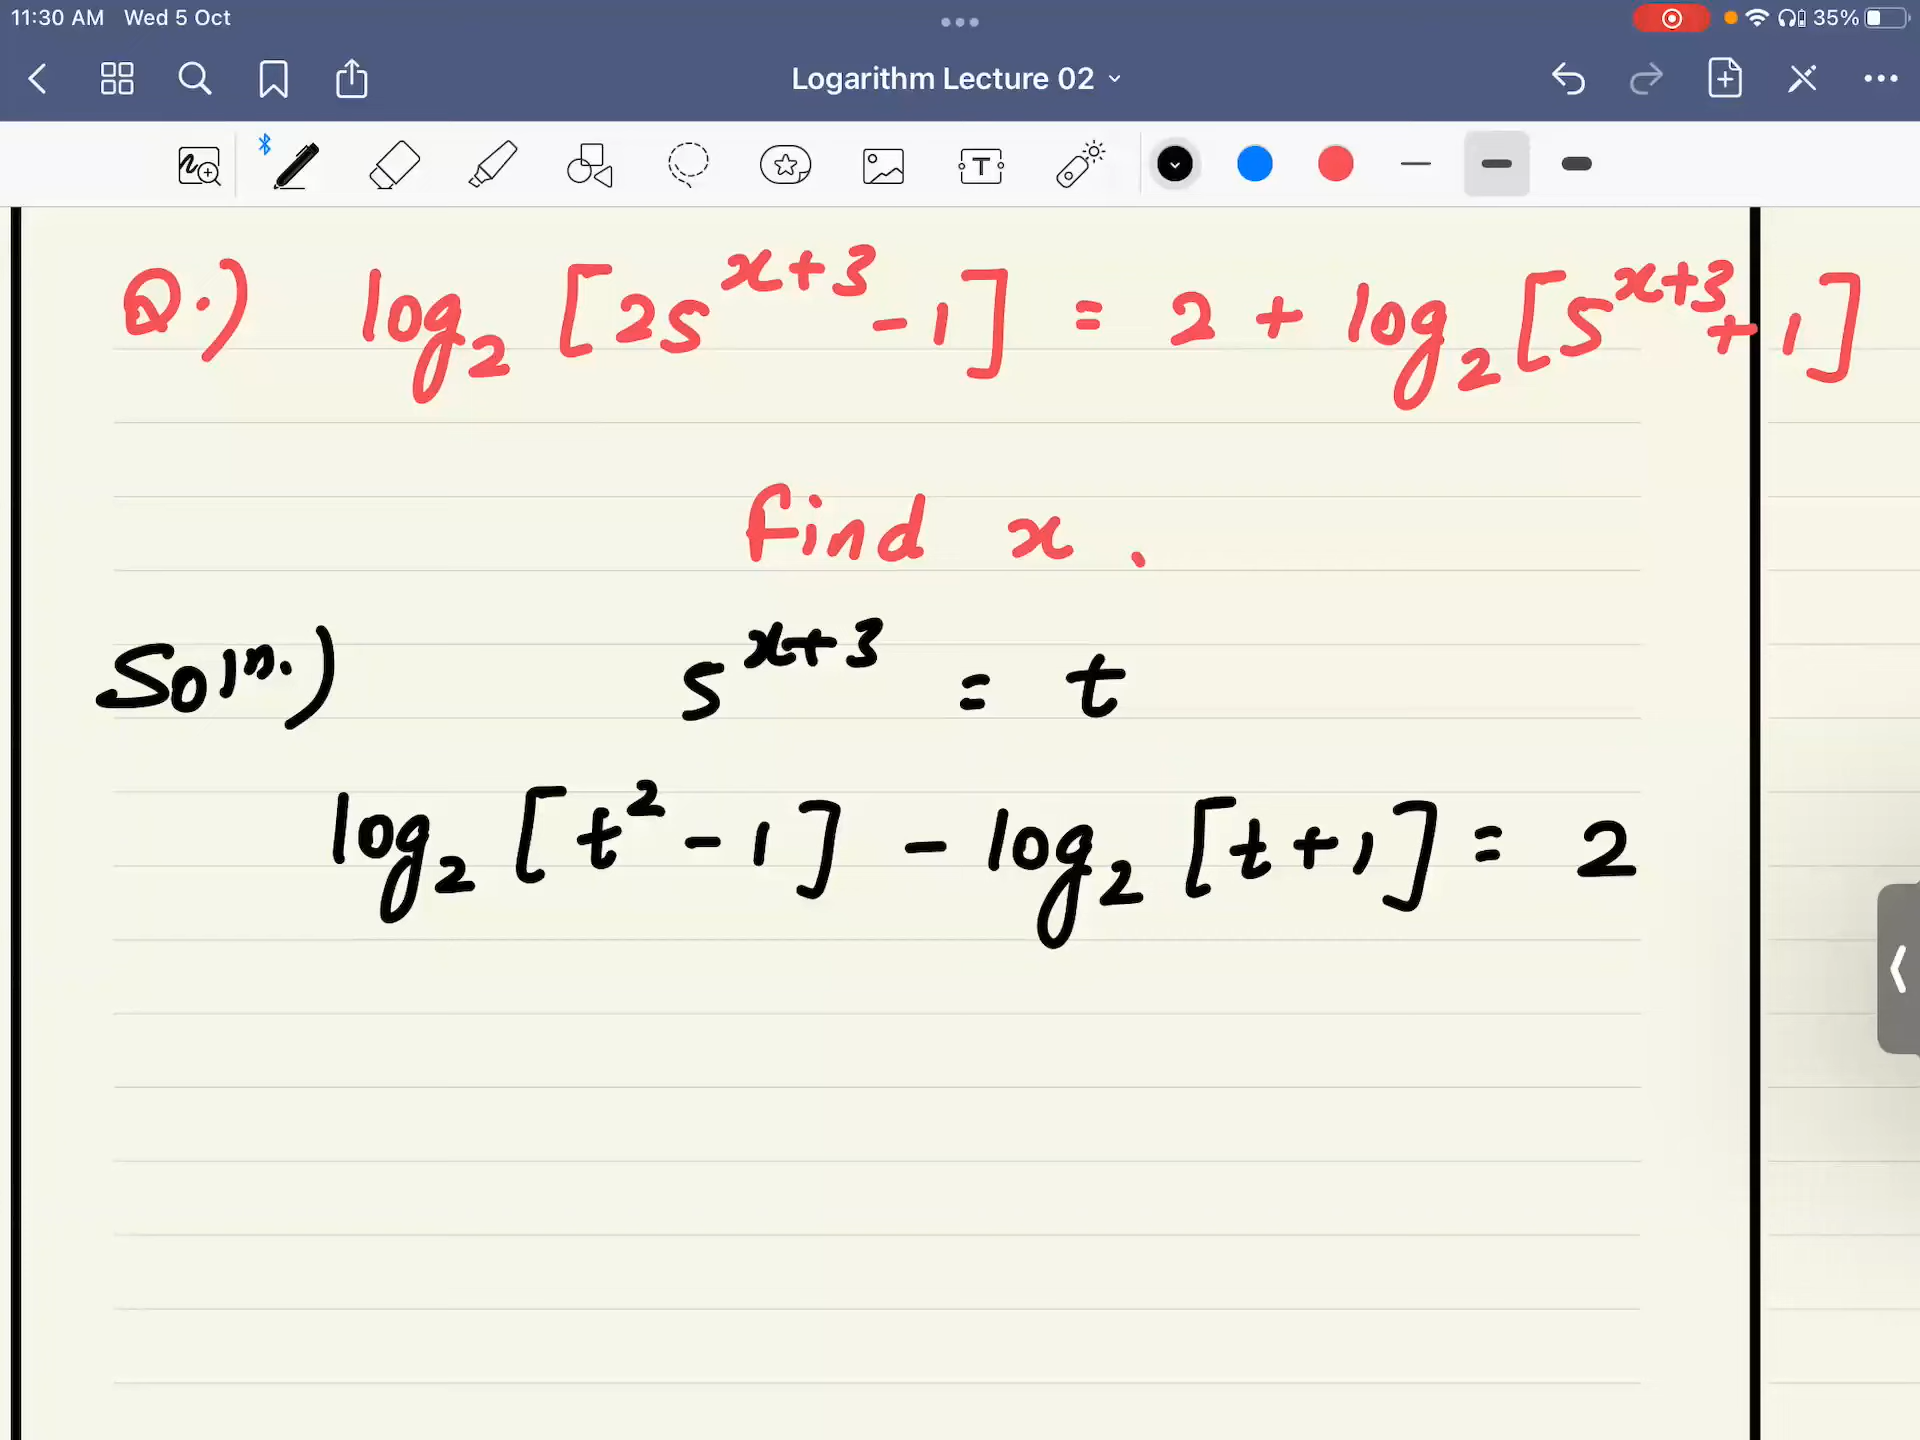 11:30 AM Wed 5 Oct 35%
Logarithm Lecture 02
T
Q.) log₂ [25^(x+3) - 1] = 2 + log₂ [5^(x+3) + 1]
find x.
Solⁿ.) 5^(x+3) = t
log₂ [t² - 1] - log₂ [t + 1] = 2